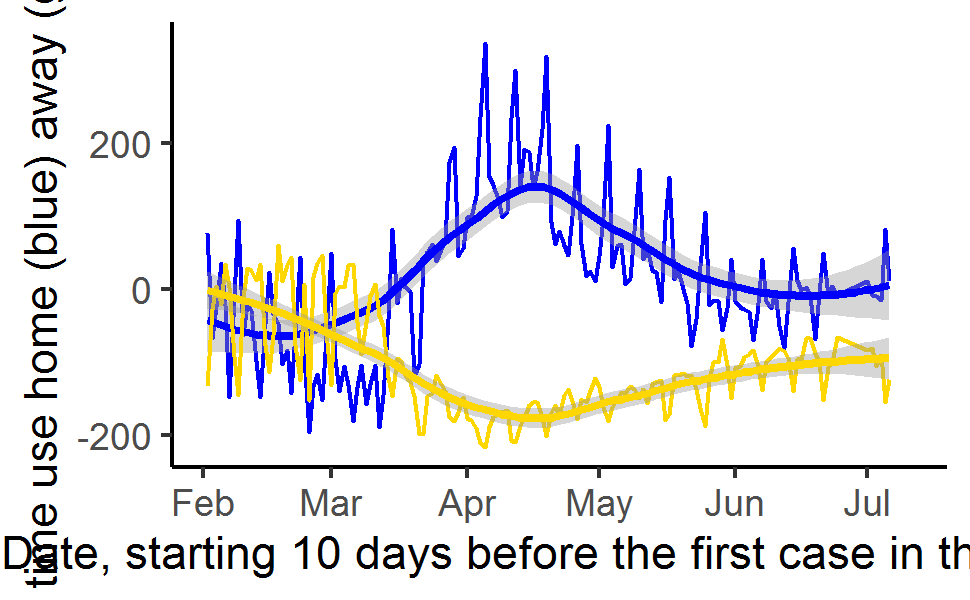 time use home (blue) away (
200
0
-200
Feb Mar Apr May Jun Jul
Date, starting 10 days before the first case in th